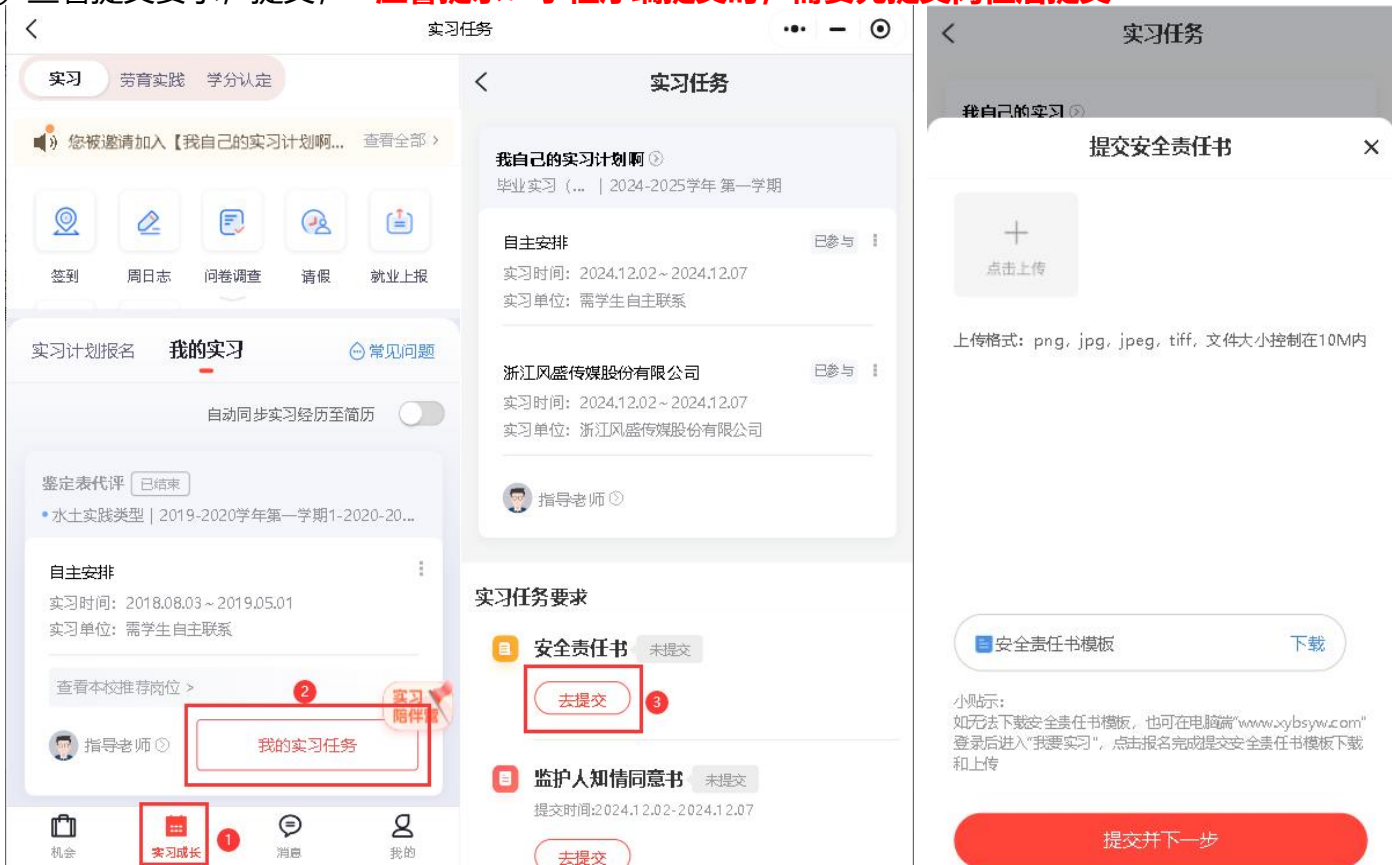 实习任务
实习 劳育实践 学分认定
您被邀请加入【我自己的实习计划啊... 查看全部 >
签到 周日志 问卷调查 请假 就业上报
实习计划报名 我的实习 常见问题
自动同步实习经历至简历
鉴定表代评 已结束
水土实践类型 | 2019-2020学年第一学期1-2020-20...
自主安排
实习时间：2018.08.03~2019.05.01
实习单位：需学生自主联系
查看本校推荐岗位 >
2
实习
陪伴营
指导老师
我的实习任务
机会 实习成长 1 消息 我的
实习任务
我自己的实习计划啊
毕业实习（... | 2024-2025学年 第一学期
自主安排 已参与
实习时间：2024.12.02~2024.12.07
实习单位：需学生自主联系
浙江风盛传媒股份有限公司 已参与
实习时间：2024.12.02~2024.12.07
实习单位：浙江风盛传媒股份有限公司
指导老师
实习任务要求
安全责任书 未提交
去提交 3
监护人知情同意书 未提交
提交时间:2024.12.02-2024.12.07
去提交
实习任务
我自己的实习
提交安全责任书
点击上传
上传格式：png, jpg, jpeg, tiff, 文件大小控制在10M内
安全责任书模板 下载
小贴示：
如无法下载安全责任书模板，也可在电脑端"www.xybsyw.com"
登录后进入"我要实习"，点击报名完成提交安全责任书模板下载
和上传
提交并下一步